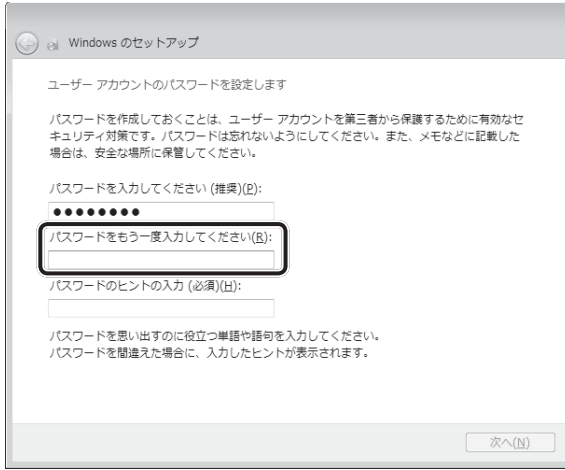 Windows のセットアップ
ユーザー アカウントのパスワードを設定します
パスワードを作成しておくことは、ユーザー アカウントを第三者から保護するために有効なセ
キュリティ対策です。パスワードは忘れないようにしてください。また、メモなどに記載した
場合は、安全な場所に保管してください。
パスワードを入力してください (推奨)(P):
●●●●●●●●
パスワードをもう一度入力してください(R):
パスワードのヒントの入力 (必須)(H):
パスワードを思い出すのに役立つ単語や語句を入力してください。
パスワードを間違えた場合に、入力したヒントが表示されます。
次へ(N)